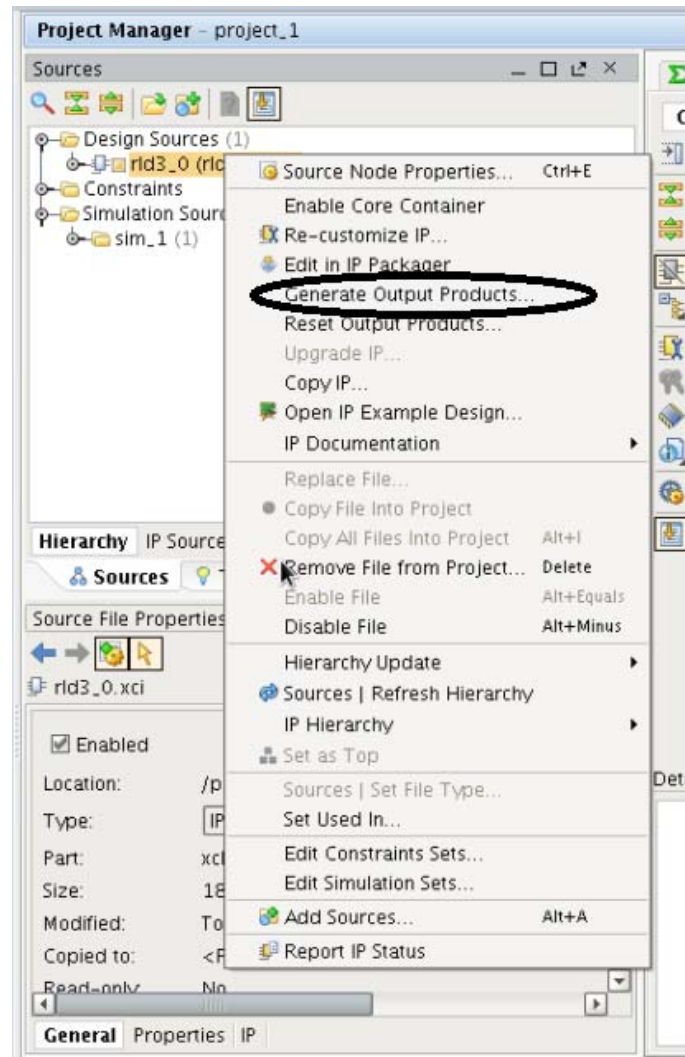 Project Manager - project_1
Sources
Design Sources (1)
rld3_0 (rld
Constraints
Simulation Sourc
sim_1 (1)
Source Node Properties... Ctrl+E
Enable Core Container
Re-customize IP...
Edit in IP Packager
Generate Output Products...
Reset Output Products...
Upgrade IP...
Copy IP...
Open IP Example Design...
IP Documentation
Replace File...
Copy File Into Project
Copy All Files Into Project Alt+I
Remove File from Project... Delete
Enable File Alt+Equals
Disable File Alt+Minus
Hierarchy Update
Sources | Refresh Hierarchy
IP Hierarchy
Set as Top
Sources | Set File Type...
Set Used In...
Edit Constraints Sets...
Edit Simulation Sets...
Add Sources... Alt+A
Report IP Status
Hierarchy IP Source
Sources
Source File Properties
rld3_0.xci
Enabled
Location: /p
Type: IP
Part: xcl
Size: 18
Modified: To
Copied to: <P
Read-only: No
General Properties IP
Det